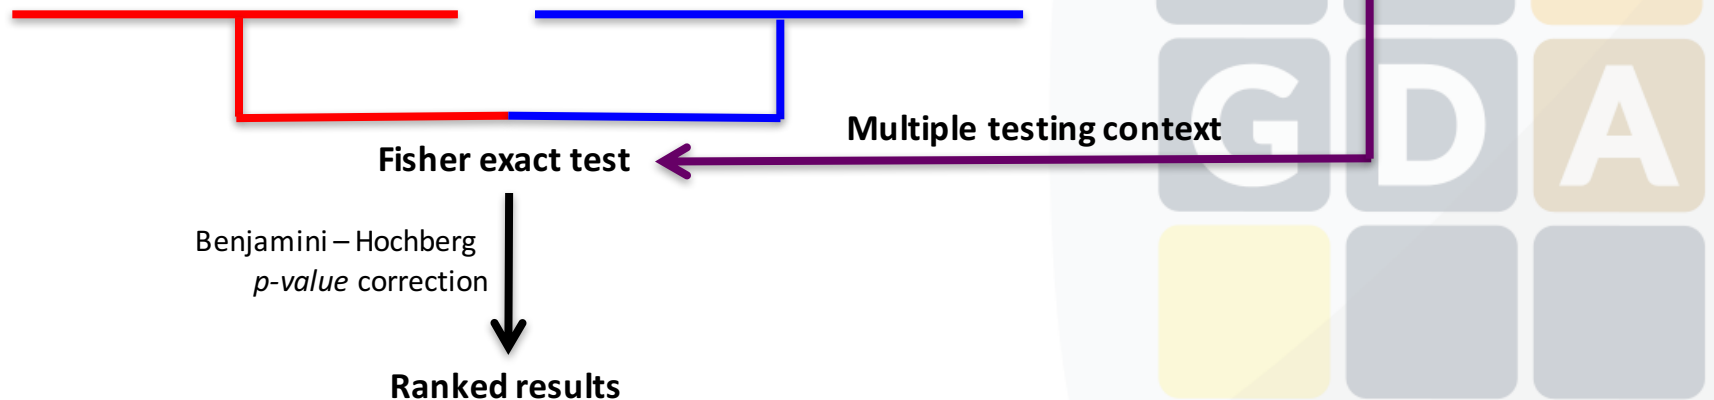 Multiple testing context
Fisher exact test
Benjamini – Hochberg
p-value correction
Ranked results
G D A